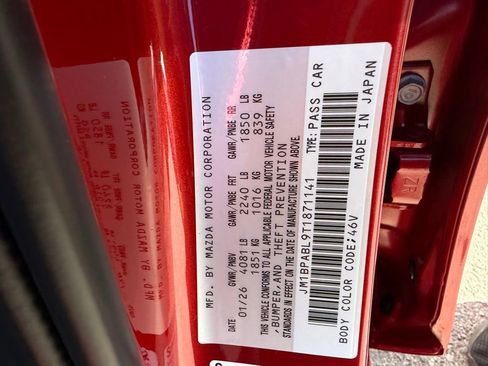 MFD. BY MAZDA MOTOR CORPORATION
DATE GVWR/PNBV GAWR/PNBE FRT GAWR/PNBE RR
01/26 4081 LB 2240 LB 1850 LB
1851 KG 1016 KG 839 KG
THIS VEHICLE CONFORMS TO ALL APPLICABLE FEDERAL MOTOR VEHICLE SAFETY
,BUMPER,AND THEFT PREVENTION
STANDARDS IN EFFECT ON THE DATE OF MANUFACTURE SHOWN ABOVE.
JM1BPABL9T1871141 TYPE:PASS CAR
BODY COLOR CODE;46V MADE IN JAPAN